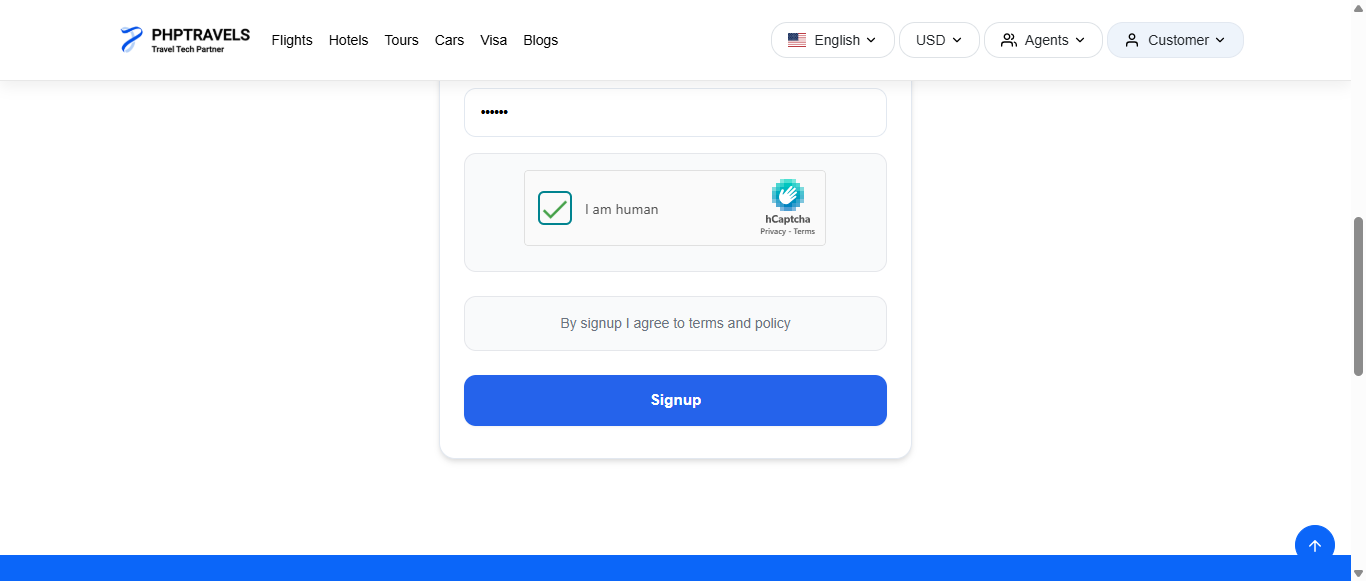 PHPTRAVELS
Travel Tech Partner
Flights Hotels Tours Cars Visa Blogs
English USD Agents Customer
••••••
I am human
hCaptcha
Privacy - Terms
By signup I agree to terms and policy
Signup